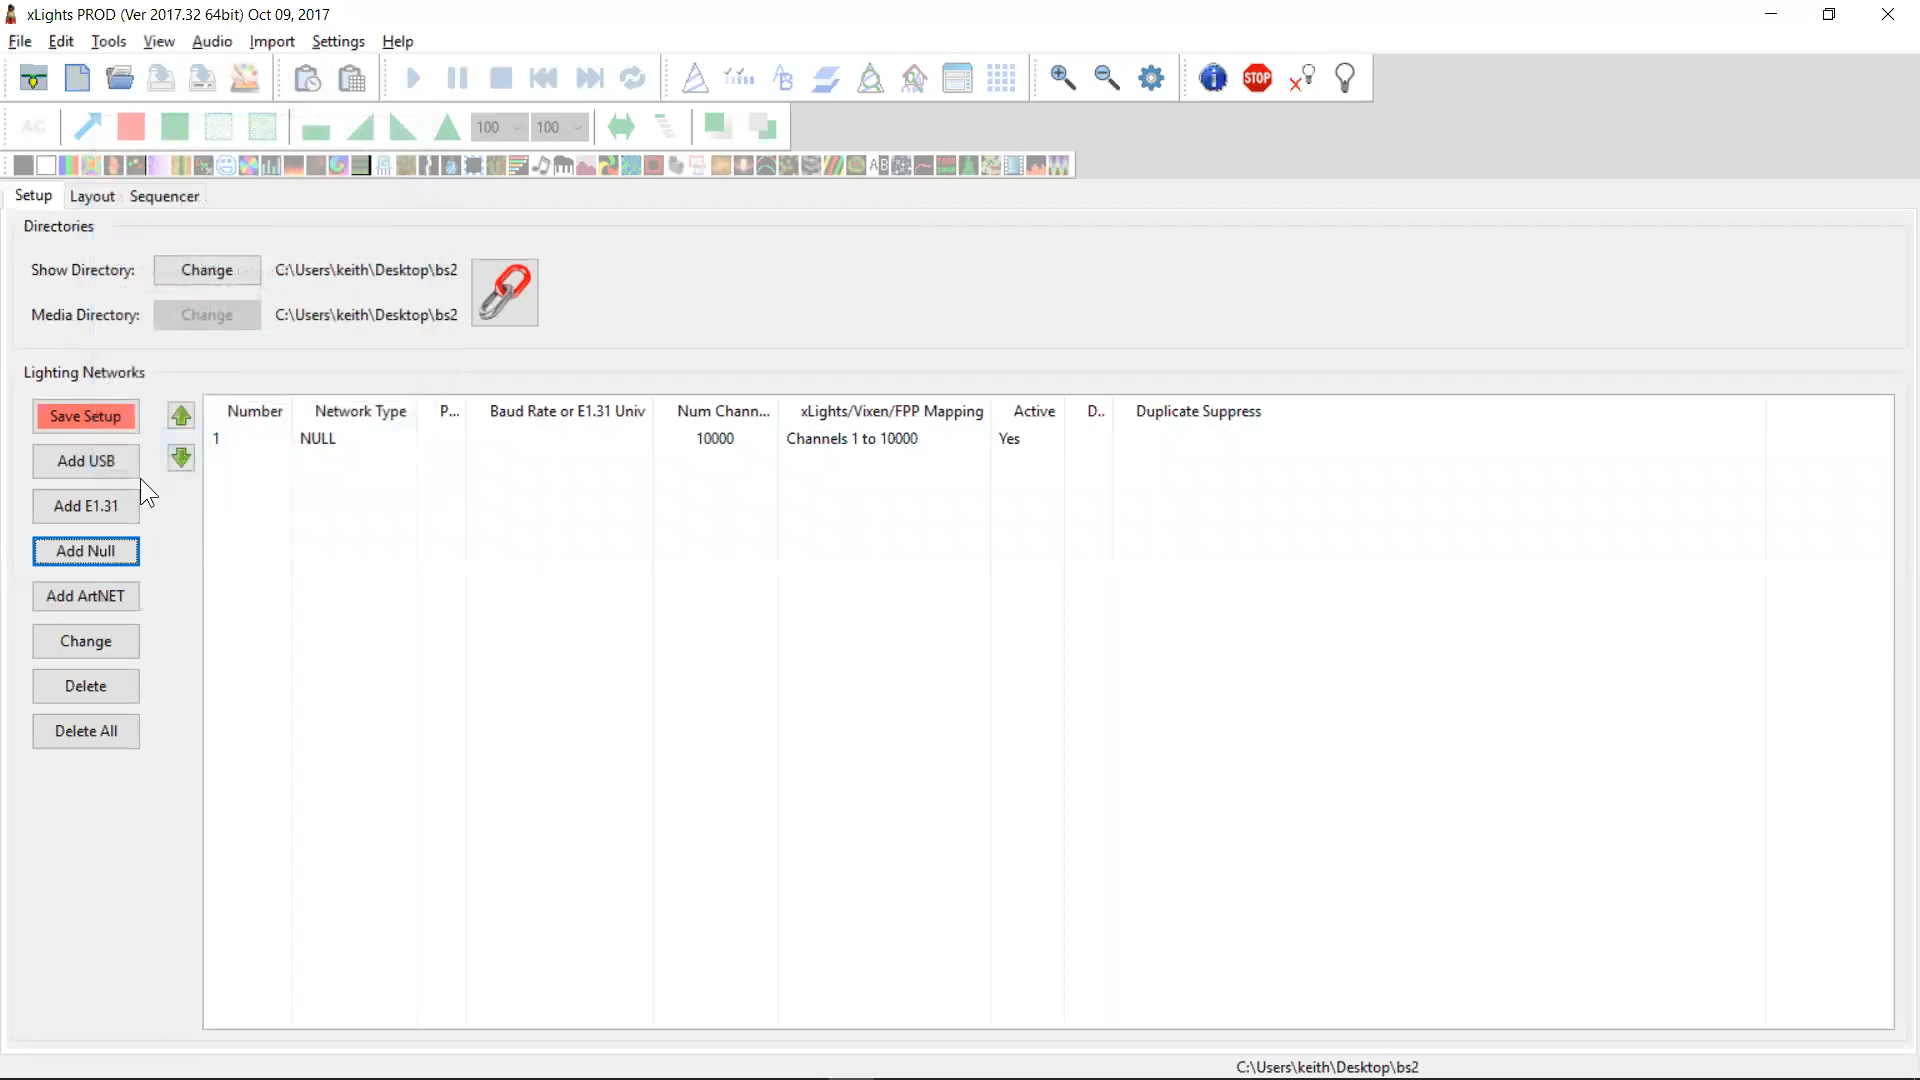 xLights PROD (Ver 2017.32 64bit) Oct 09, 2017
File Edit Tools View Audio Import Settings Help
STOP
AC 100 100
Setup Layout Sequencer
Directories
Show Directory: Change C:\Users\keith\Desktop\bs2
Media Directory: Change C:\Users\keith\Desktop\bs2
Lighting Networks
Save Setup Number Network Type P... Baud Rate or E1.31 Univ Num Chann... xLights/Vixen/FPP Mapping Active D.. Duplicate Suppress
1 NULL 10000 Channels 1 to 10000 Yes
Add USB
Add E1.31
Add Null
Add ArtNET
Change
Delete
Delete All
C:\Users\keith\Desktop\bs2